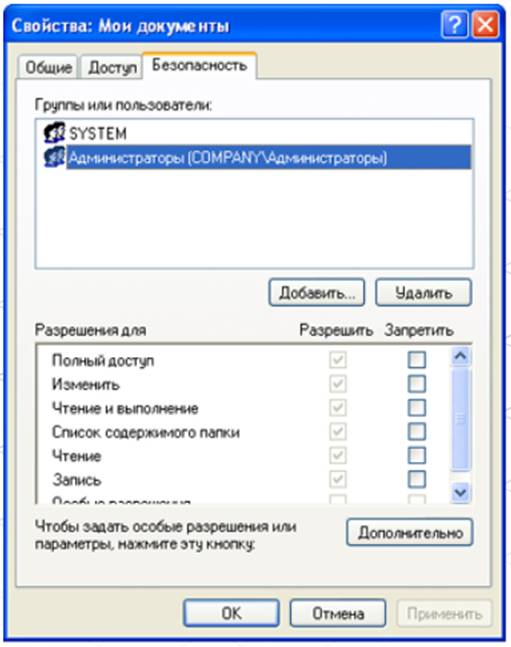 Свойства: Мои документы
Общие Доступ Безопасность
Группы или пользователи:
SYSTEM
Администраторы (COMPANY\Администраторы)
Добавить... Удалить
Разрешения для Разрешить Запретить
Полный доступ
Изменить
Чтение и выполнение
Список содержимого папки
Чтение
Запись
Особые разрешения
Чтобы задать особые разрешения или
параметры, нажмите эту кнопку:
Дополнительно
OK Отмена Применить